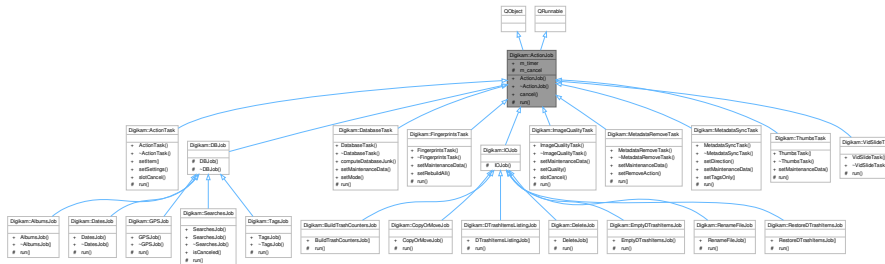 QObject
QRunnable
Digikam::ActionJob
+ m_timer
# m_cancel
+ ActionJob()
+ ~ActionJob()
+ cancel()
# run()
Digikam::ActionTask
+ ActionTask()
+ ~ActionTask()
+ setItem()
+ setSettings()
+ slotCancel()
# run()
Digikam::DBJob
# DBJob()
# ~DBJob()
Digikam::DatabaseTask
+ DatabaseTask()
+ ~DatabaseTask()
+ computeDatabaseJunk()
+ setMaintenanceData()
+ setMode()
# run()
Digikam::FingerprintsTask
+ FingerprintsTask()
+ ~FingerprintsTask()
+ setMaintenanceData()
+ setRebuildAll()
# run()
Digikam::IOJob
# IOJob()
Digikam::ImageQualityTask
+ ImageQualityTask()
+ ~ImageQualityTask()
+ setMaintenanceData()
+ setQuality()
+ slotCancel()
# run()
Digikam::MetadataRemoveTask
+ MetadataRemoveTask()
+ ~MetadataRemoveTask()
+ setMaintenanceData()
+ setRemoveAction()
# run()
Digikam::MetadataSyncTask
+ MetadataSyncTask()
+ ~MetadataSyncTask()
+ setDirection()
+ setMaintenanceData()
+ setTagsOnly()
# run()
Digikam::ThumbsTask
+ ThumbsTask()
+ ~ThumbsTask()
+ setMaintenanceData()
# run()
Digikam::VidSlideT
+ VidSlideTask()
+ ~VidSlideTask()
# run()
Digikam::AlbumsJob
+ AlbumsJob()
+ ~AlbumsJob()
# run()
Digikam::DatesJob
+ DatesJob()
+ ~DatesJob()
# run()
Digikam::GPSJob
+ GPSJob()
+ ~GPSJob()
# run()
Digikam::SearchesJob
+ SearchesJob()
+ SearchesJob()
+ ~SearchesJob()
+ isCanceled()
# run()
Digikam::TagsJob
+ TagsJob()
+ ~TagsJob()
# run()
Digikam::BuildTrashCountersJob
+ BuildTrashCountersJob()
# run()
Digikam::CopyOrMoveJob
+ CopyOrMoveJob()
# run()
Digikam::DTrashItemsListingJob
+ DTrashItemsListingJob()
# run()
Digikam::DeleteJob
+ DeleteJob()
# run()
Digikam::EmptyDTrashItemsJob
+ EmptyDTrashItemsJob()
# run()
Digikam::RenameFileJob
+ RenameFileJob()
# run()
Digikam::RestoreDTrashItemsJob
+ RestoreDTrashItemsJob()
# run()